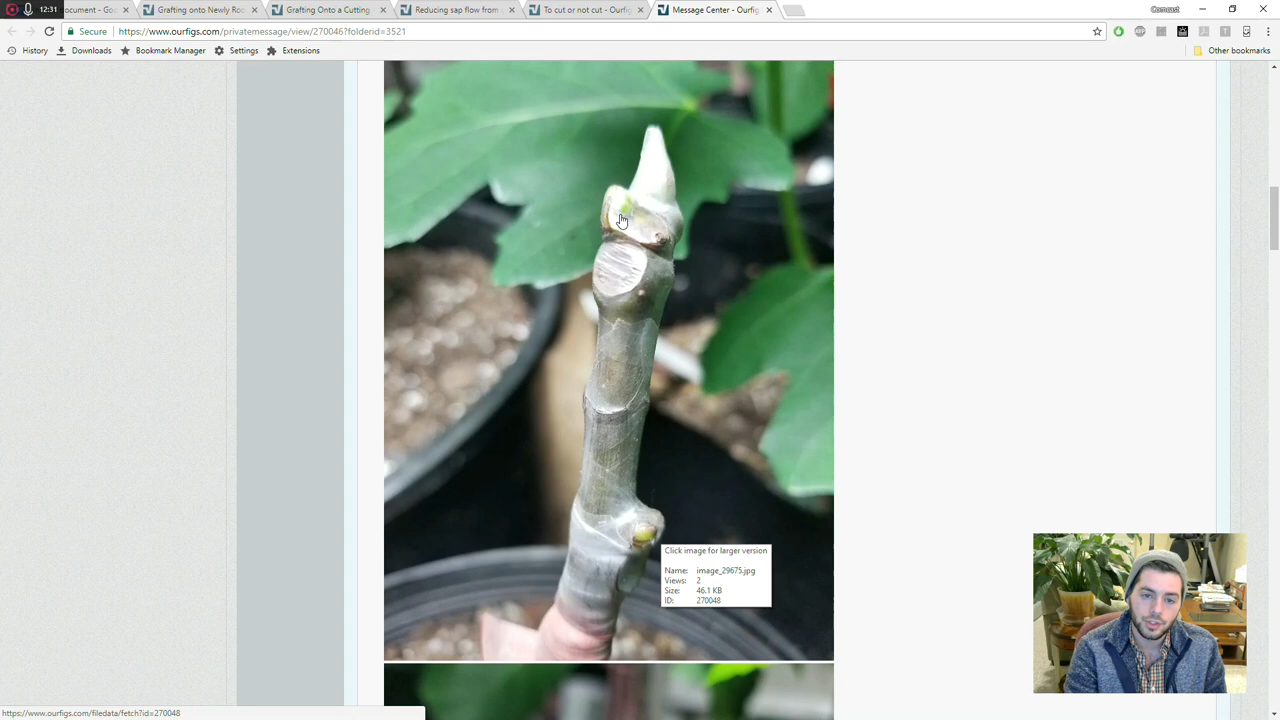 12:31
ocument - Goo
Grafting onto Newly Roo
Grafting Onto a Cutting
Reducing sap flow from
To cut or not cut - Ourfig
Message Center - Ourfig
Comcast
Secure
https://www.ourfigs.com/privatemessage/view/270046?folderid=3521
History
Downloads
Bookmark Manager
Settings
Extensions
Other bookmarks
Click image for larger version
Name: image_29675.jpg
Views: 2
Size: 46.1 KB
ID: 270048
https://www.ourfigs.com/filedata/fetch?id=270048